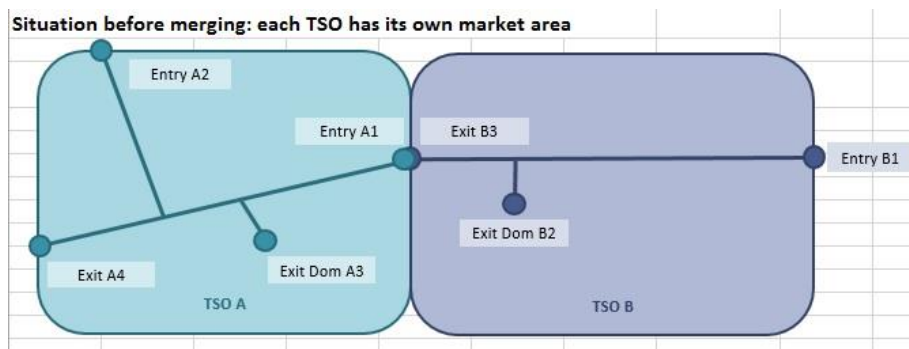 Situation before merging: each TSO has its own market area
Entry A2
Entry A1
Exit B3
Entry B1
Exit Dom B2
Exit A4
Exit Dom A3
TSO A
TSO B